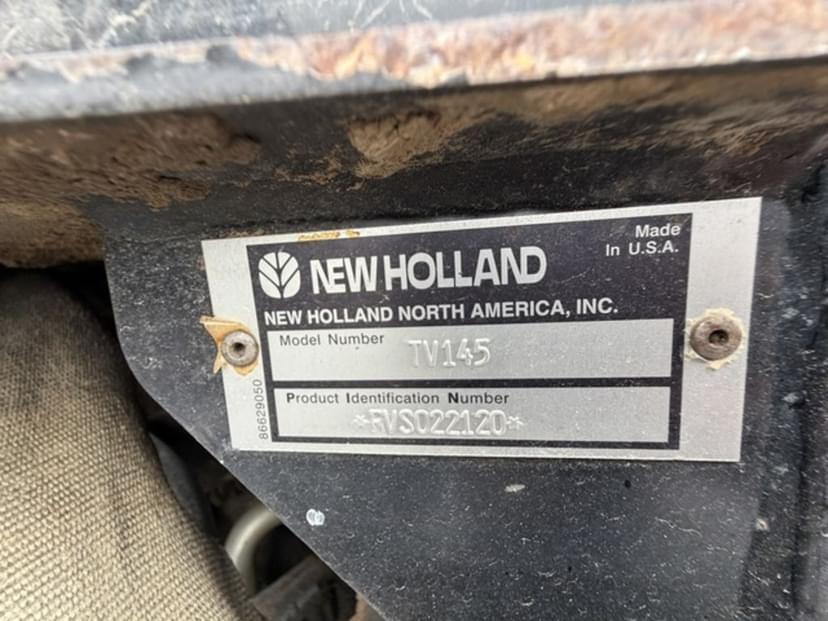 Made
In U.S.A.
NEW HOLLAND
NEW HOLLAND NORTH AMERICA, INC.
Model Number TV145
Product Identification Number
*RVS022120*
86629050